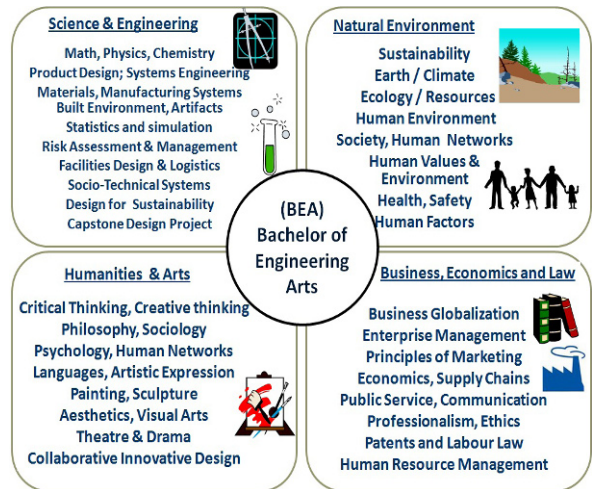 Science & Engineering
Math, Physics, Chemistry
Product Design; Systems Engineering
Materials, Manufacturing Systems
Built Environment, Artifacts
Statistics and simulation
Risk Assessment & Management
Facilities Design & Logistics
Socio-Technical Systems
Design for Sustainability
Capstone Design Project
Natural Environment
Sustainability
Earth / Climate
Ecology / Resources
Human Environment
Society, Human Networks
Human Values &
Environment
Health, Safety
Human Factors
(BEA)
Bachelor of
Engineering
Arts
Humanities & Arts
Critical Thinking, Creative thinking
Philosophy, Sociology
Psychology, Human Networks
Languages, Artistic Expression
Painting, Sculpture
Aesthetics, Visual Arts
Theatre & Drama
Collaborative Innovative Design
Business, Economics and Law
Business Globalization
Enterprise Management
Principles of Marketing
Economics, Supply Chains
Public Service, Communication
Professionalism, Ethics
Patents and Labour Law
Human Resource Management